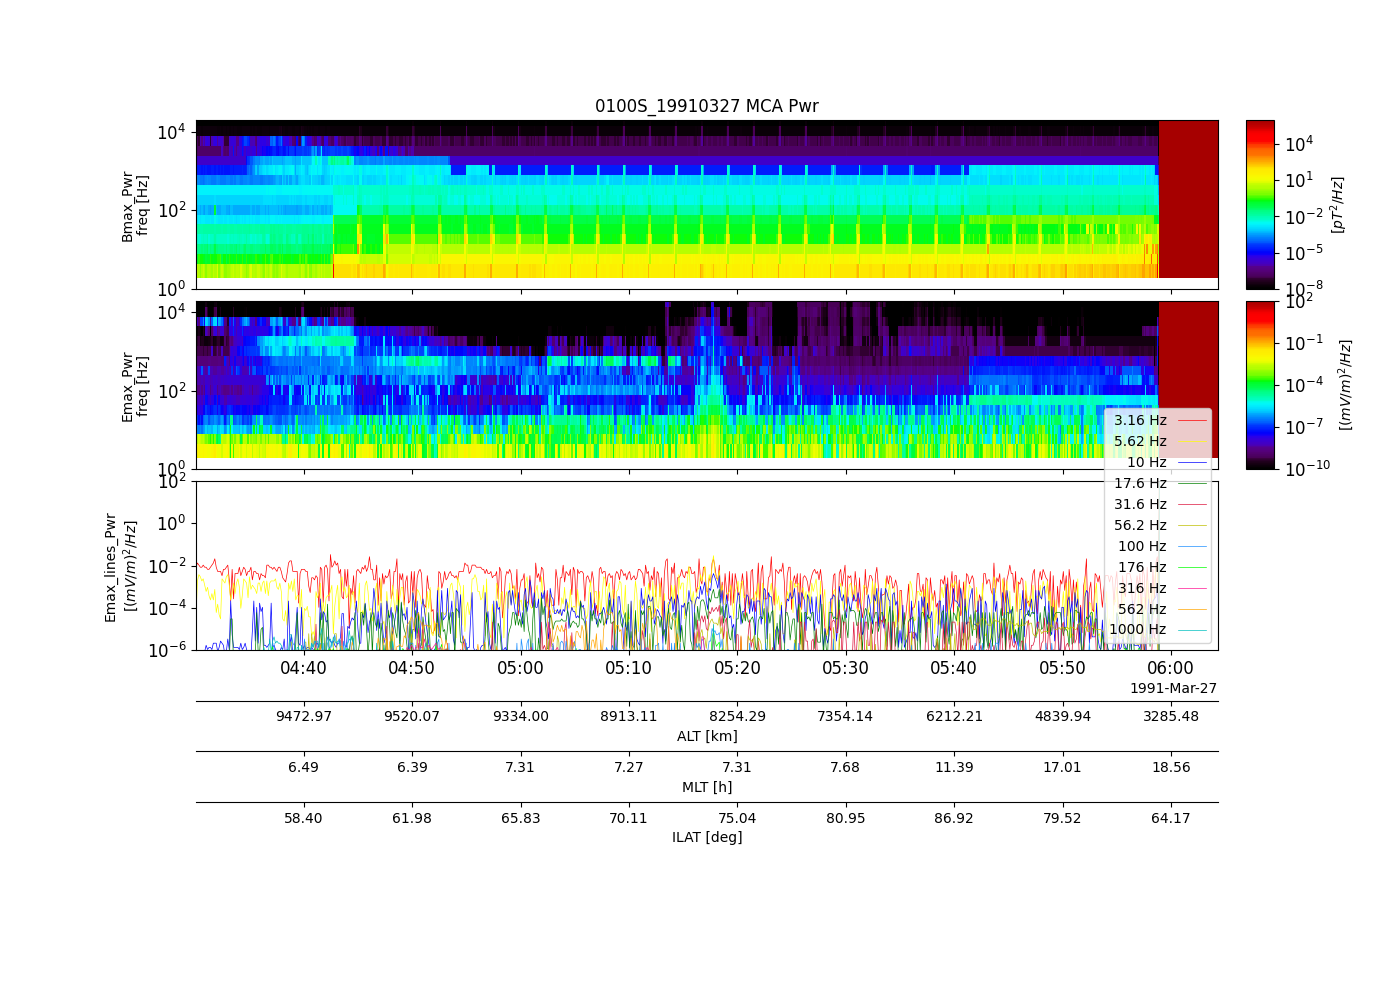 0100S_19910327 MCA Pwr
10^4
10^2
10^0
Bmax_Pwr
freq [Hz]
10^4
10^1
10^-2
10^-5
10^-8
[pT^2/Hz]
10^4
10^2
10^0
Emax_Pwr
freq [Hz]
10^2
10^-1
10^-4
10^-7
10^-10
[(mV/m)^2/Hz]
3.16 Hz
5.62 Hz
10 Hz
17.6 Hz
31.6 Hz
56.2 Hz
100 Hz
176 Hz
316 Hz
562 Hz
1000 Hz
10^2
10^0
10^-2
10^-4
10^-6
Emax_lines_Pwr
[(mV/m)^2/Hz]
04:40 04:50 05:00 05:10 05:20 05:30 05:40 05:50 06:00
1991-Mar-27
9472.97 9520.07 9334.00 8913.11 8254.29 7354.14 6212.21 4839.94 3285.48
ALT [km]
6.49 6.39 7.31 7.27 7.31 7.68 11.39 17.01 18.56
MLT [h]
58.40 61.98 65.83 70.11 75.04 80.95 86.92 79.52 64.17
ILAT [deg]